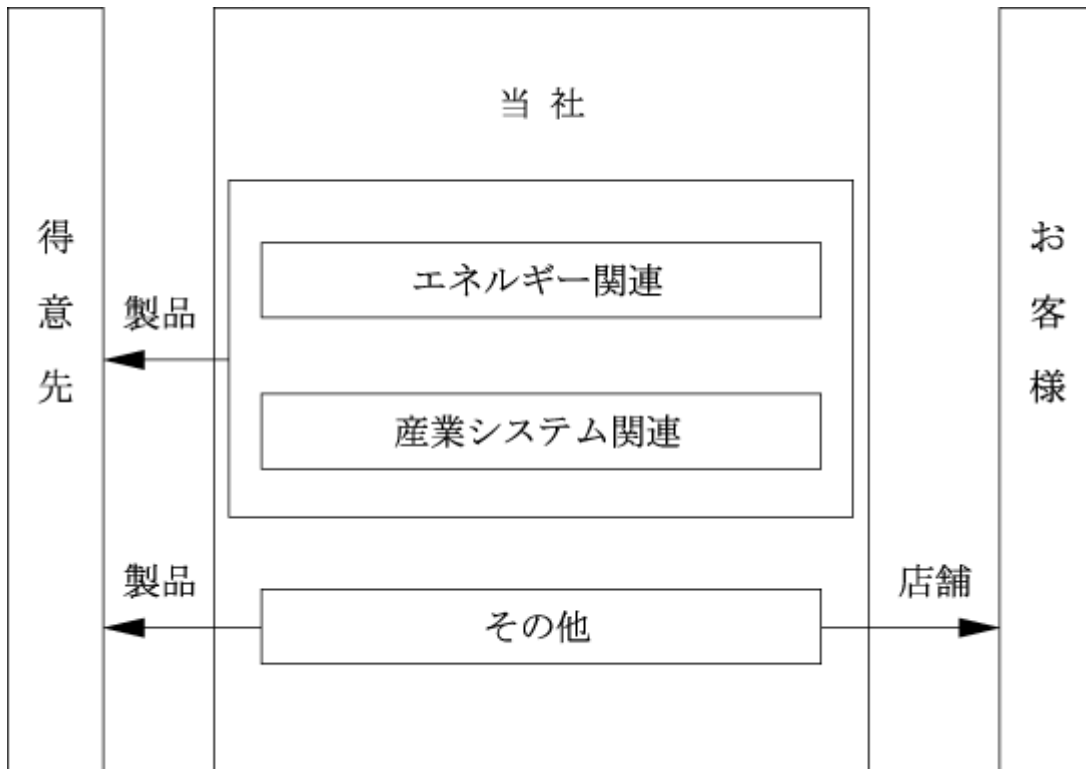 当社
得意先
エネルギー関連
お客様
製品
産業システム関連
製品
店舗
その他